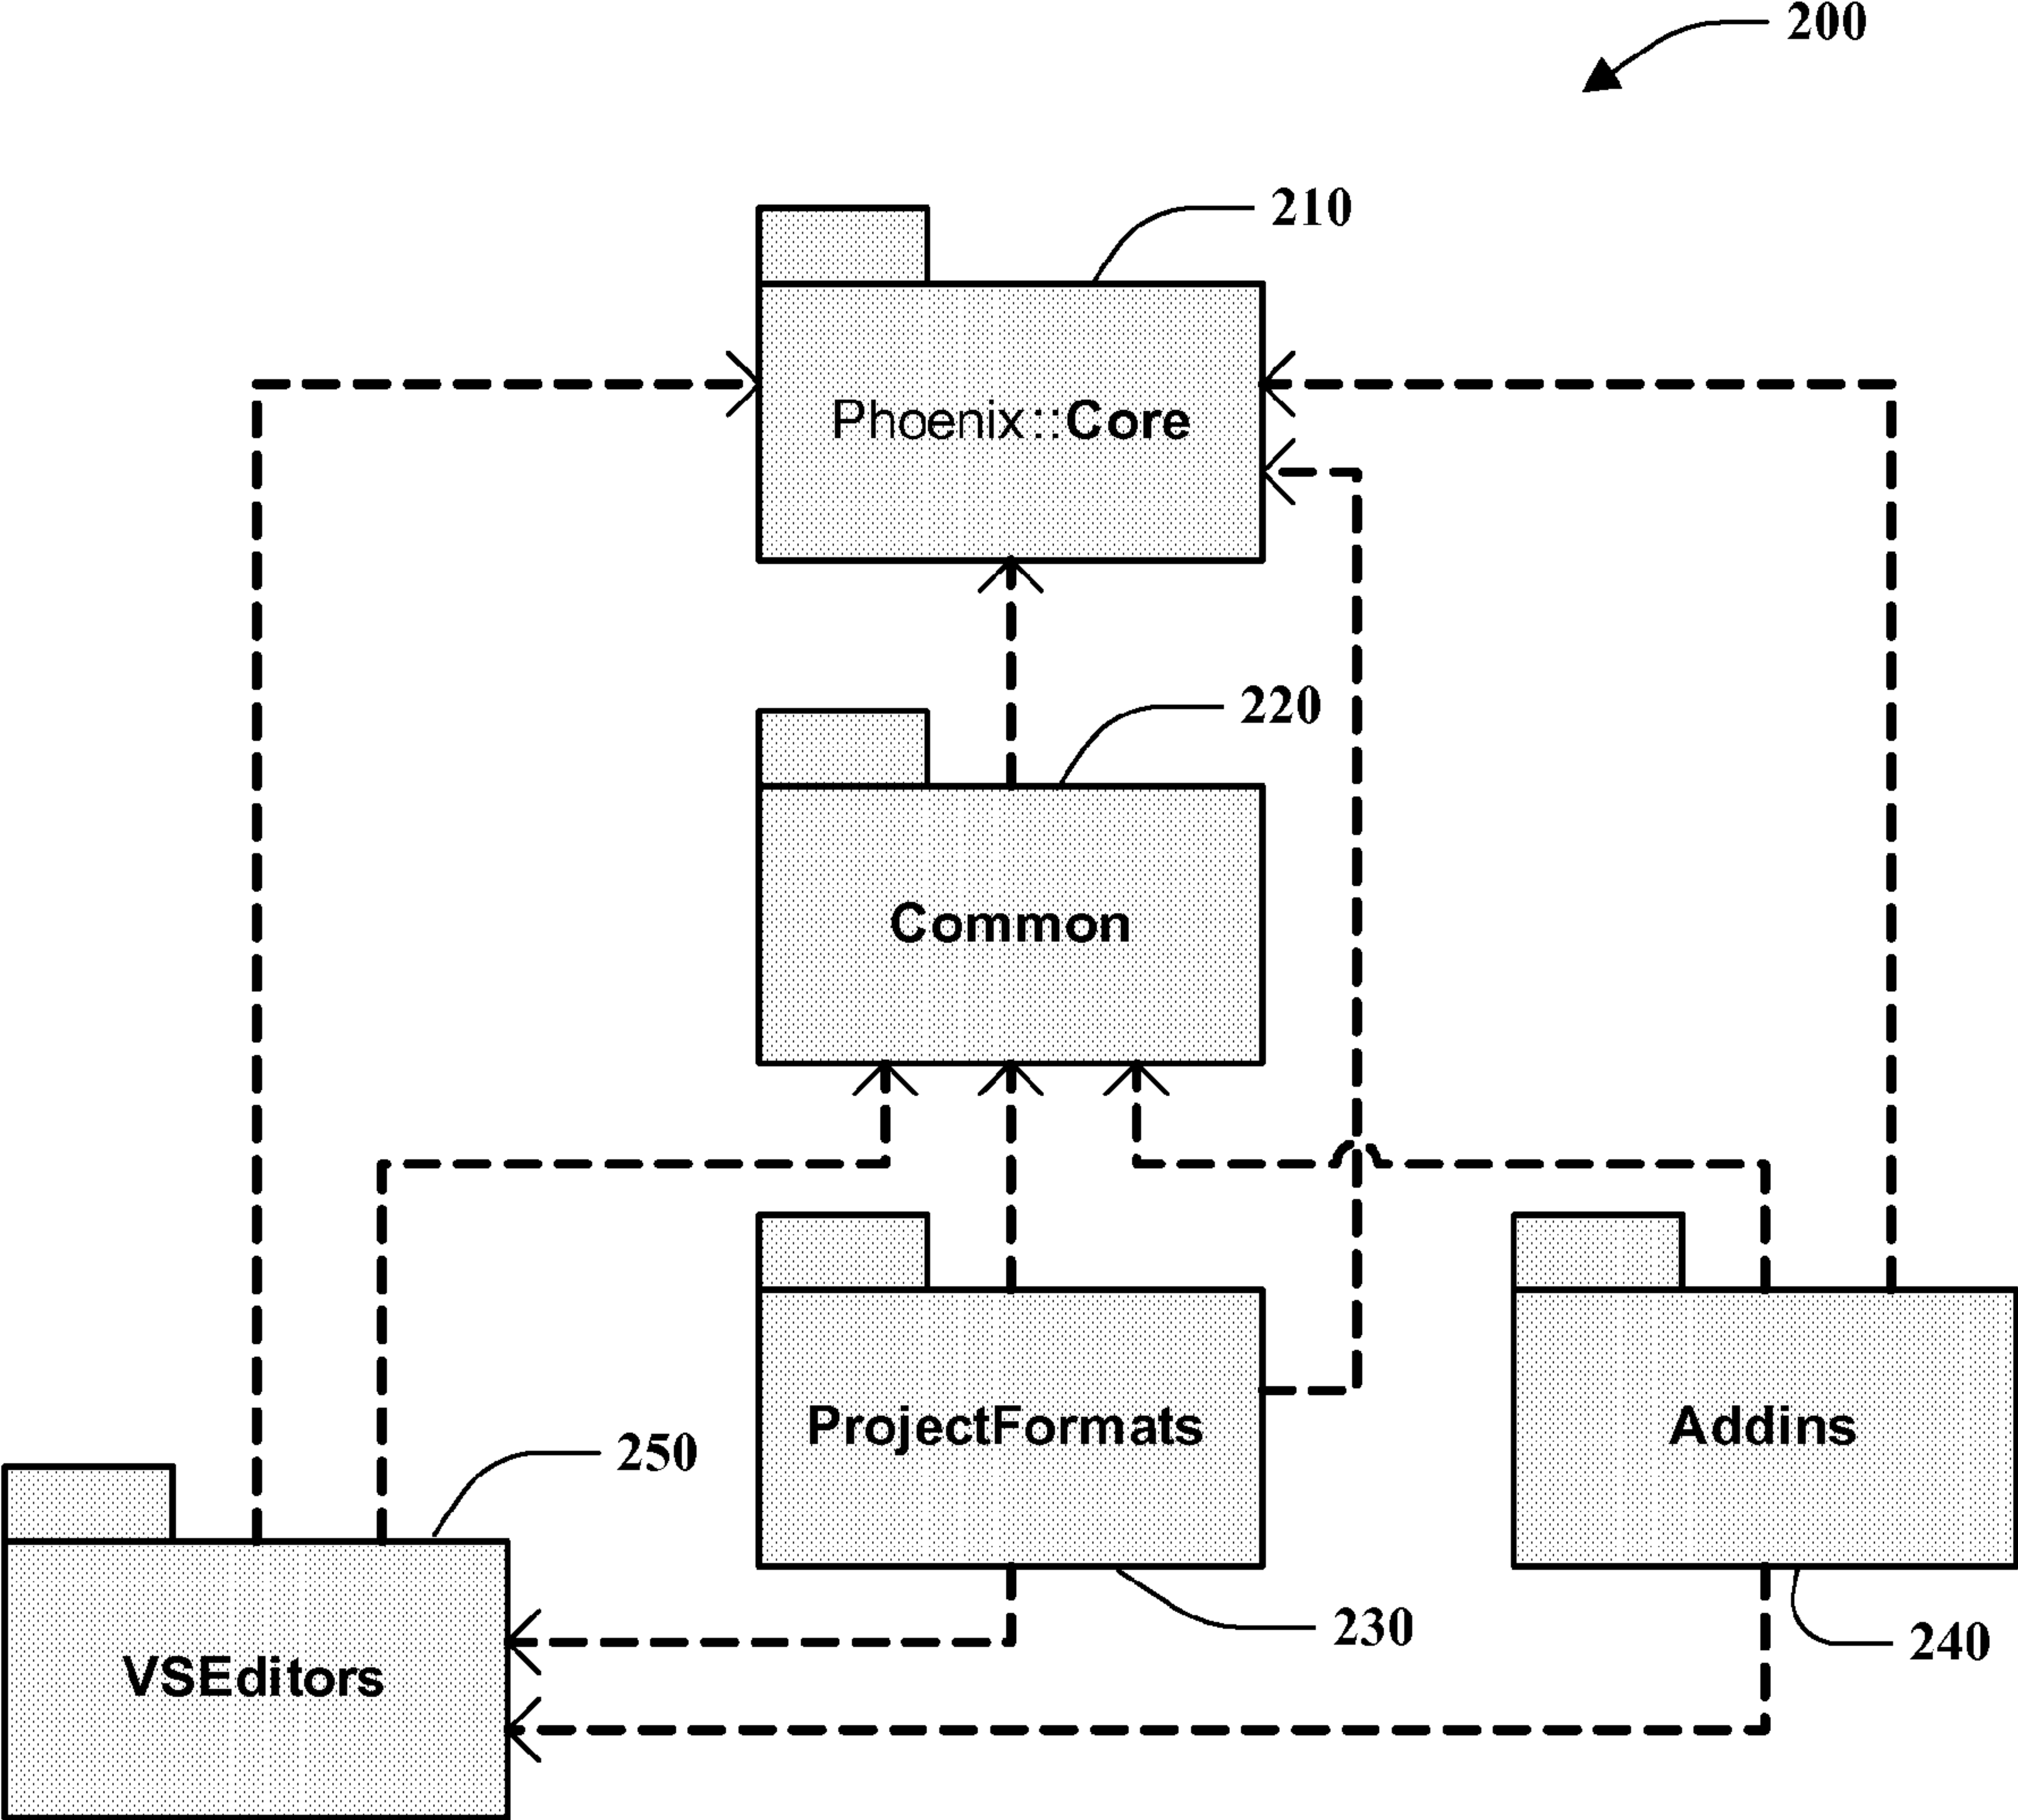 200
210
Phoenix::Core
220
Common
ProjectFormats
Addins
250
230
240
VSEditors